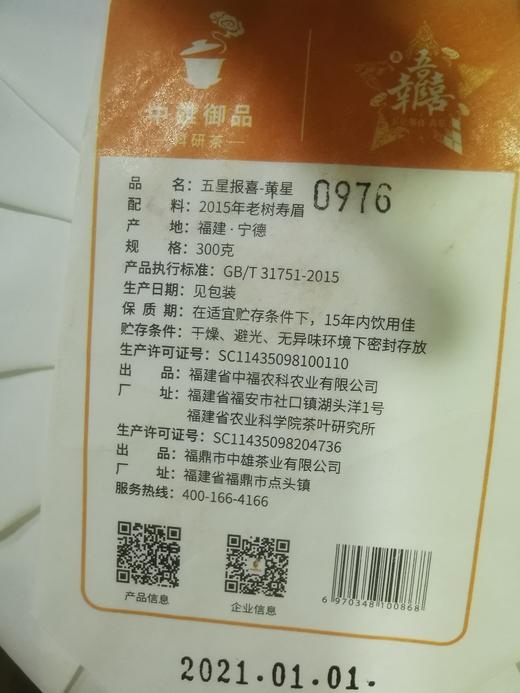 中雄御品
科研茶
五
喜
幸
品 名：五星报喜-黄星
0976
配 料：2015年老树寿眉
产 地：福建·宁德
规 格：300克
产品执行标准：GB/T 31751-2015
生产日期：见包装
保 质 期：在适宜贮存条件下，15年内饮用佳
贮存条件：干燥、避光、无异味环境下密封存放
生产许可证号：SC11435098100110
出 品：福建省中福农科农业有限公司
厂 址：福建省福安市社口镇湖头洋1号
福建省农业科学院茶叶研究所
生产许可证号：SC11435098204736
出 品：福鼎市中雄茶业有限公司
厂 址：福建省福鼎市点头镇
服务热线：400-166-4166
产品信息
企业信息
6 970348 100868
2021.01.01.